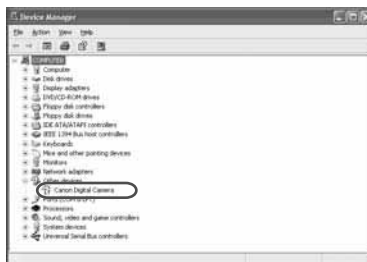 Device Manager
File Action View Help
COMPUTER
Computer
Disk drives
Display adapters
DVD/CD-ROM drives
Floppy disk controllers
Floppy disk drives
IDE ATA/ATAPI controllers
IEEE 1394 Bus host controllers
Keyboards
Mice and other pointing devices
Monitors
Network adapters
Other devices
Canon Digital Camera
Ports (COM & LPT)
Processors
Sound, video and game controllers
System devices
Universal Serial Bus controllers